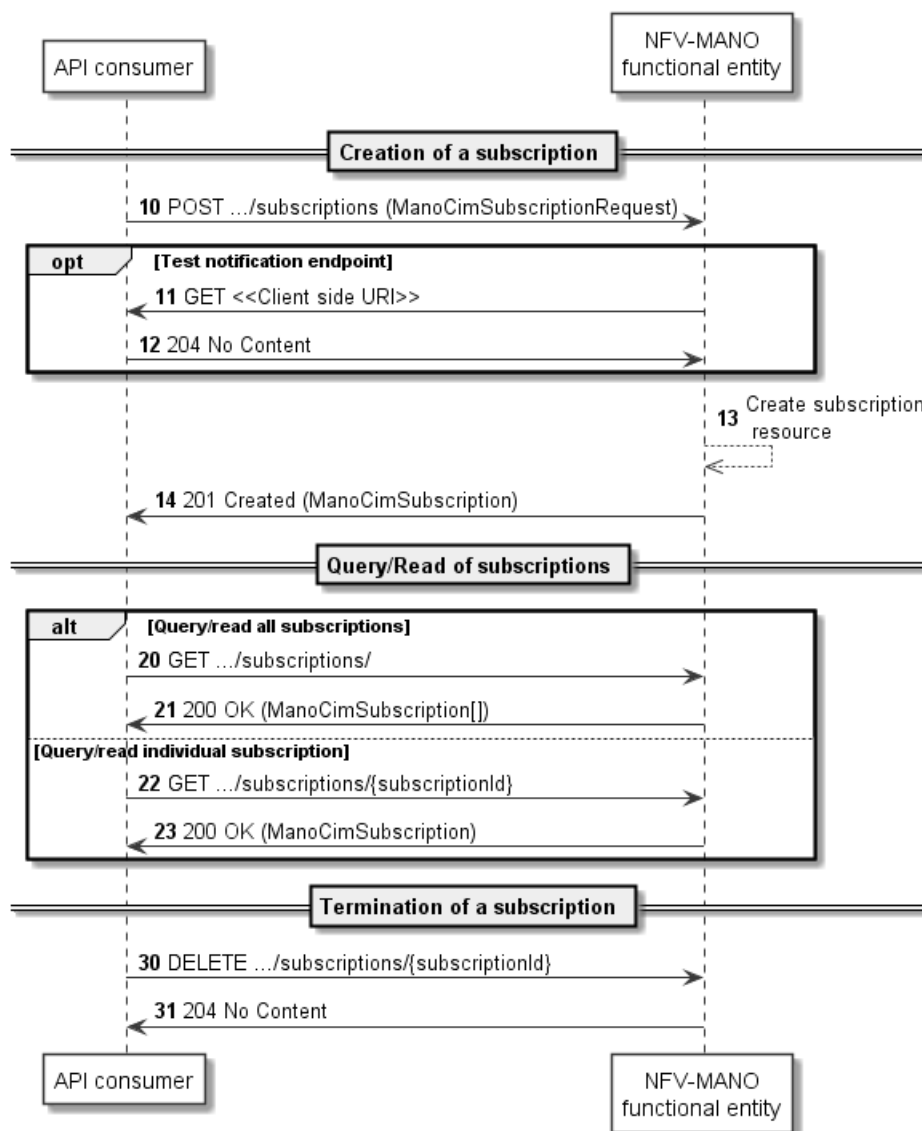 API consumer
NFV-MANO
functional entity
Creation of a subscription
10 POST .../subscriptions (ManoCimSubscriptionRequest)
opt [Test notification endpoint]
11 GET <<Client side URI>>
12 204 No Content
13 Create subscription
resource
14 201 Created (ManoCimSubscription)
Query/Read of subscriptions
alt [Query/read all subscriptions]
20 GET .../subscriptions/
21 200 OK (ManoCimSubscription[])
[Query/read individual subscription]
22 GET .../subscriptions/{subscriptionId}
23 200 OK (ManoCimSubscription)
Termination of a subscription
30 DELETE .../subscriptions/{subscriptionId}
31 204 No Content
API consumer
NFV-MANO
functional entity